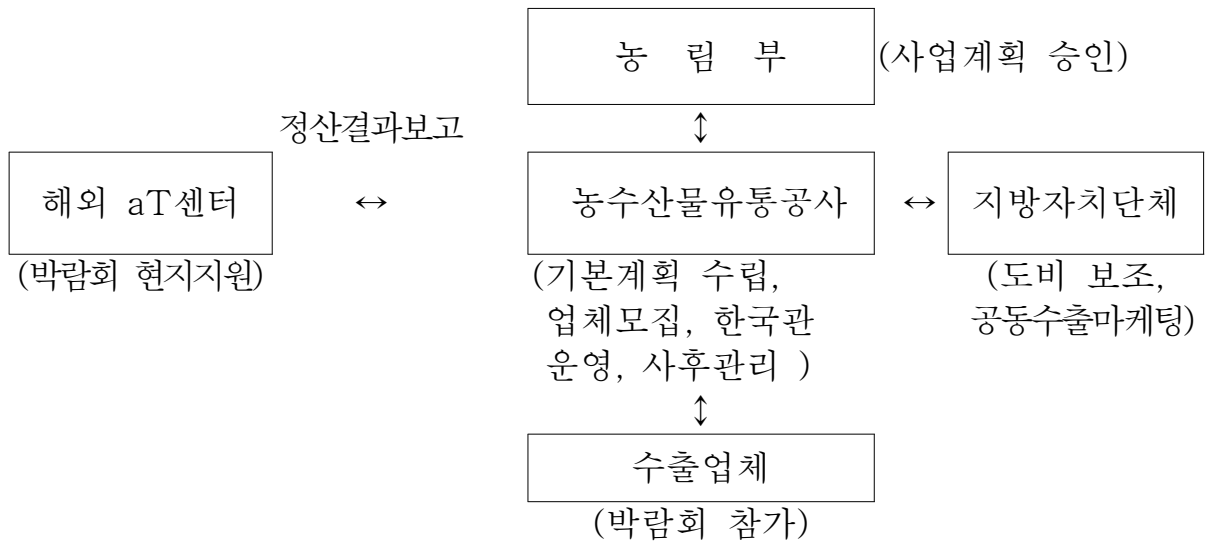 농 림 부 (사업계획 승인)
정산결과보고 ↕
해외 aT센터 ↔ 농수산물유통공사 ↔ 지방자치단체
(박람회 현지지원) (기본계획 수립, (도비 보조,
업체모집, 한국관 공동수출마케팅)
운영, 사후관리 )
↕
수출업체
(박람회 참가)